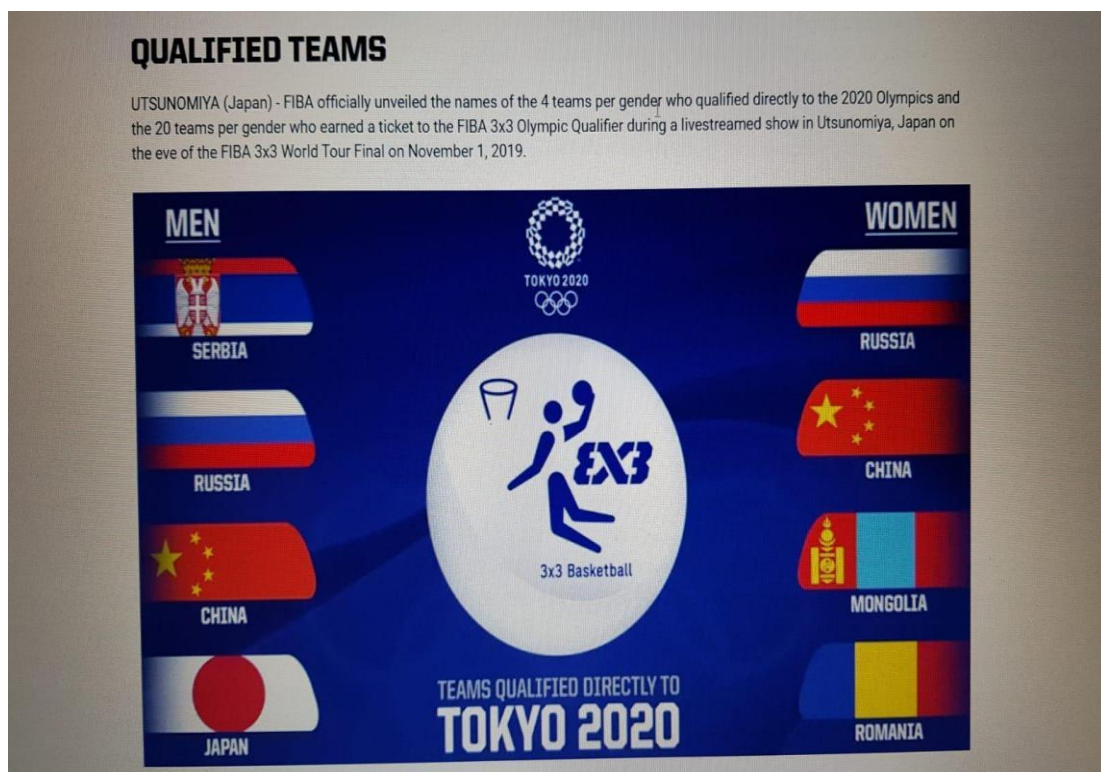 QUALIFIED TEAMS
UTSUNOMIYA (Japan) - FIBA officially unveiled the names of the 4 teams per gender who qualified directly to the 2020 Olympics and
the 20 teams per gender who earned a ticket to the FIBA 3x3 Olympic Qualifier during a livestreamed show in Utsunomiya, Japan on
the eve of the FIBA 3x3 World Tour Final on November 1, 2019.
MEN
SERBIA
RUSSIA
CHINA
JAPAN
TOKYO 2020
3X3
3x3 Basketball
TEAMS QUALIFIED DIRECTLY TO
TOKYO 2020
WOMEN
RUSSIA
CHINA
MONGOLIA
ROMANIA